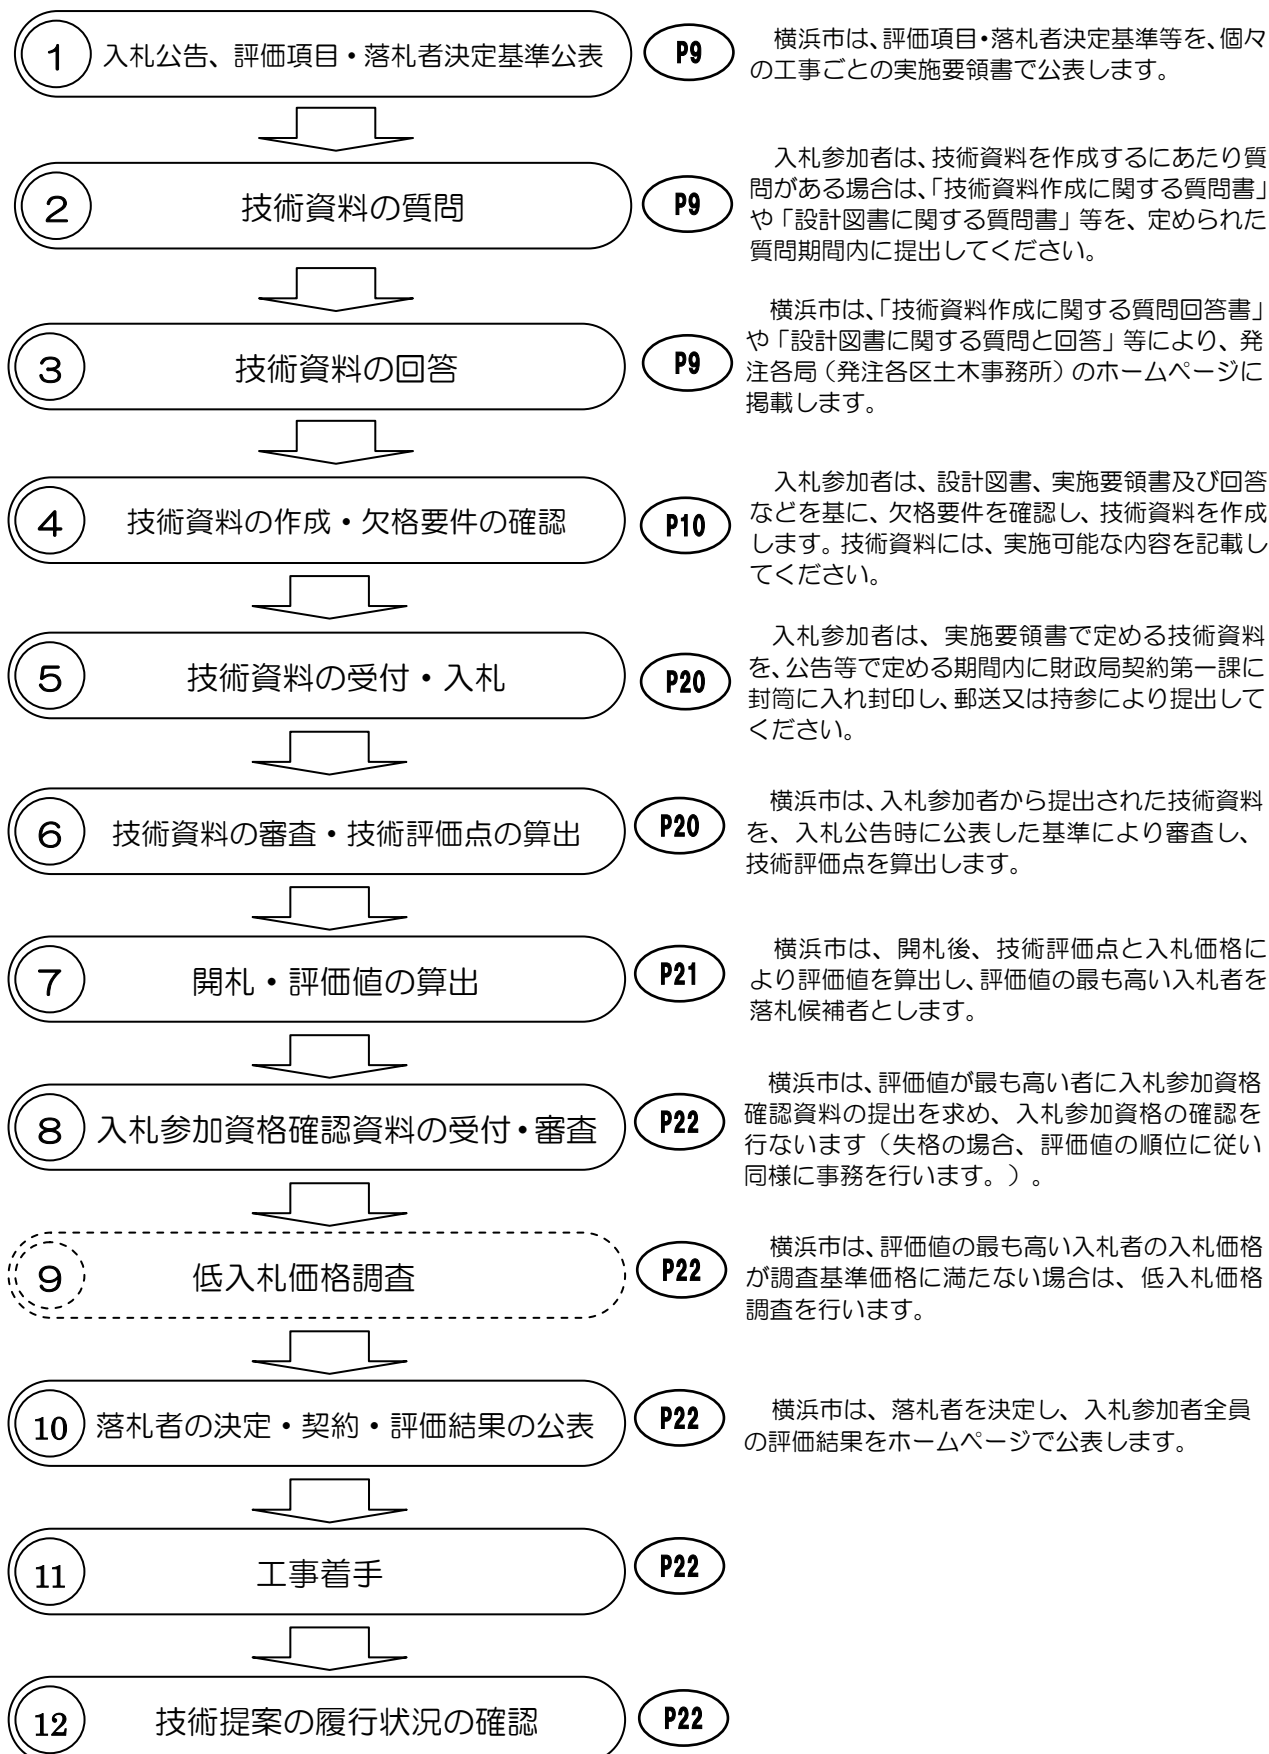 1 入札公告、評価項目・落札者決定基準公表
P9
横浜市は、評価項目・落札者決定基準等を、個々
の工事ごとの実施要領書で公表します。
2 技術資料の質問
P9
入札参加者は、技術資料を作成するにあたり質
問がある場合は、「技術資料作成に関する質問書」
や「設計図書に関する質問書」等を、定められた
質問期間内に提出してください。
3 技術資料の回答
P9
横浜市は、「技術資料作成に関する質問回答書」
や「設計図書に関する質問と回答」等により、発
注各局（発注各区土木事務所）のホームページに
掲載します。
4 技術資料の作成・欠格要件の確認
P10
入札参加者は、設計図書、実施要領書及び回答
などを基に、欠格要件を確認し、技術資料を作成
します。技術資料には、実施可能な内容を記載し
てください。
5 技術資料の受付・入札
P20
入札参加者は、実施要領書で定める技術資料
を、公告等で定める期間内に財政局契約第一課に
封筒に入れ封印し、郵送又は持参により提出して
ください。
6 技術資料の審査・技術評価点の算出
P20
横浜市は、入札参加者から提出された技術資料
を、入札公告時に公表した基準により審査し、
技術評価点を算出します。
7 開札・評価値の算出
P21
横浜市は、開札後、技術評価点と入札価格に
より評価値を算出し、評価値の最も高い入札者を
落札候補者とします。
8 入札参加資格確認資料の受付・審査
P22
横浜市は、評価値が最も高い者に入札参加資格
確認資料の提出を求め、入札参加資格の確認を
行ないます（失格の場合、評価値の順位に従い
同様に事務を行います。）。
9 低入札価格調査
P22
横浜市は、評価値の最も高い入札者の入札価格
が調査基準価格に満たない場合は、低入札価格
調査を行います。
10 落札者の決定・契約・評価結果の公表
P22
横浜市は、落札者を決定し、入札参加者全員
の評価結果をホームページで公表します。
11 工事着手
P22
12 技術提案の履行状況の確認
P22